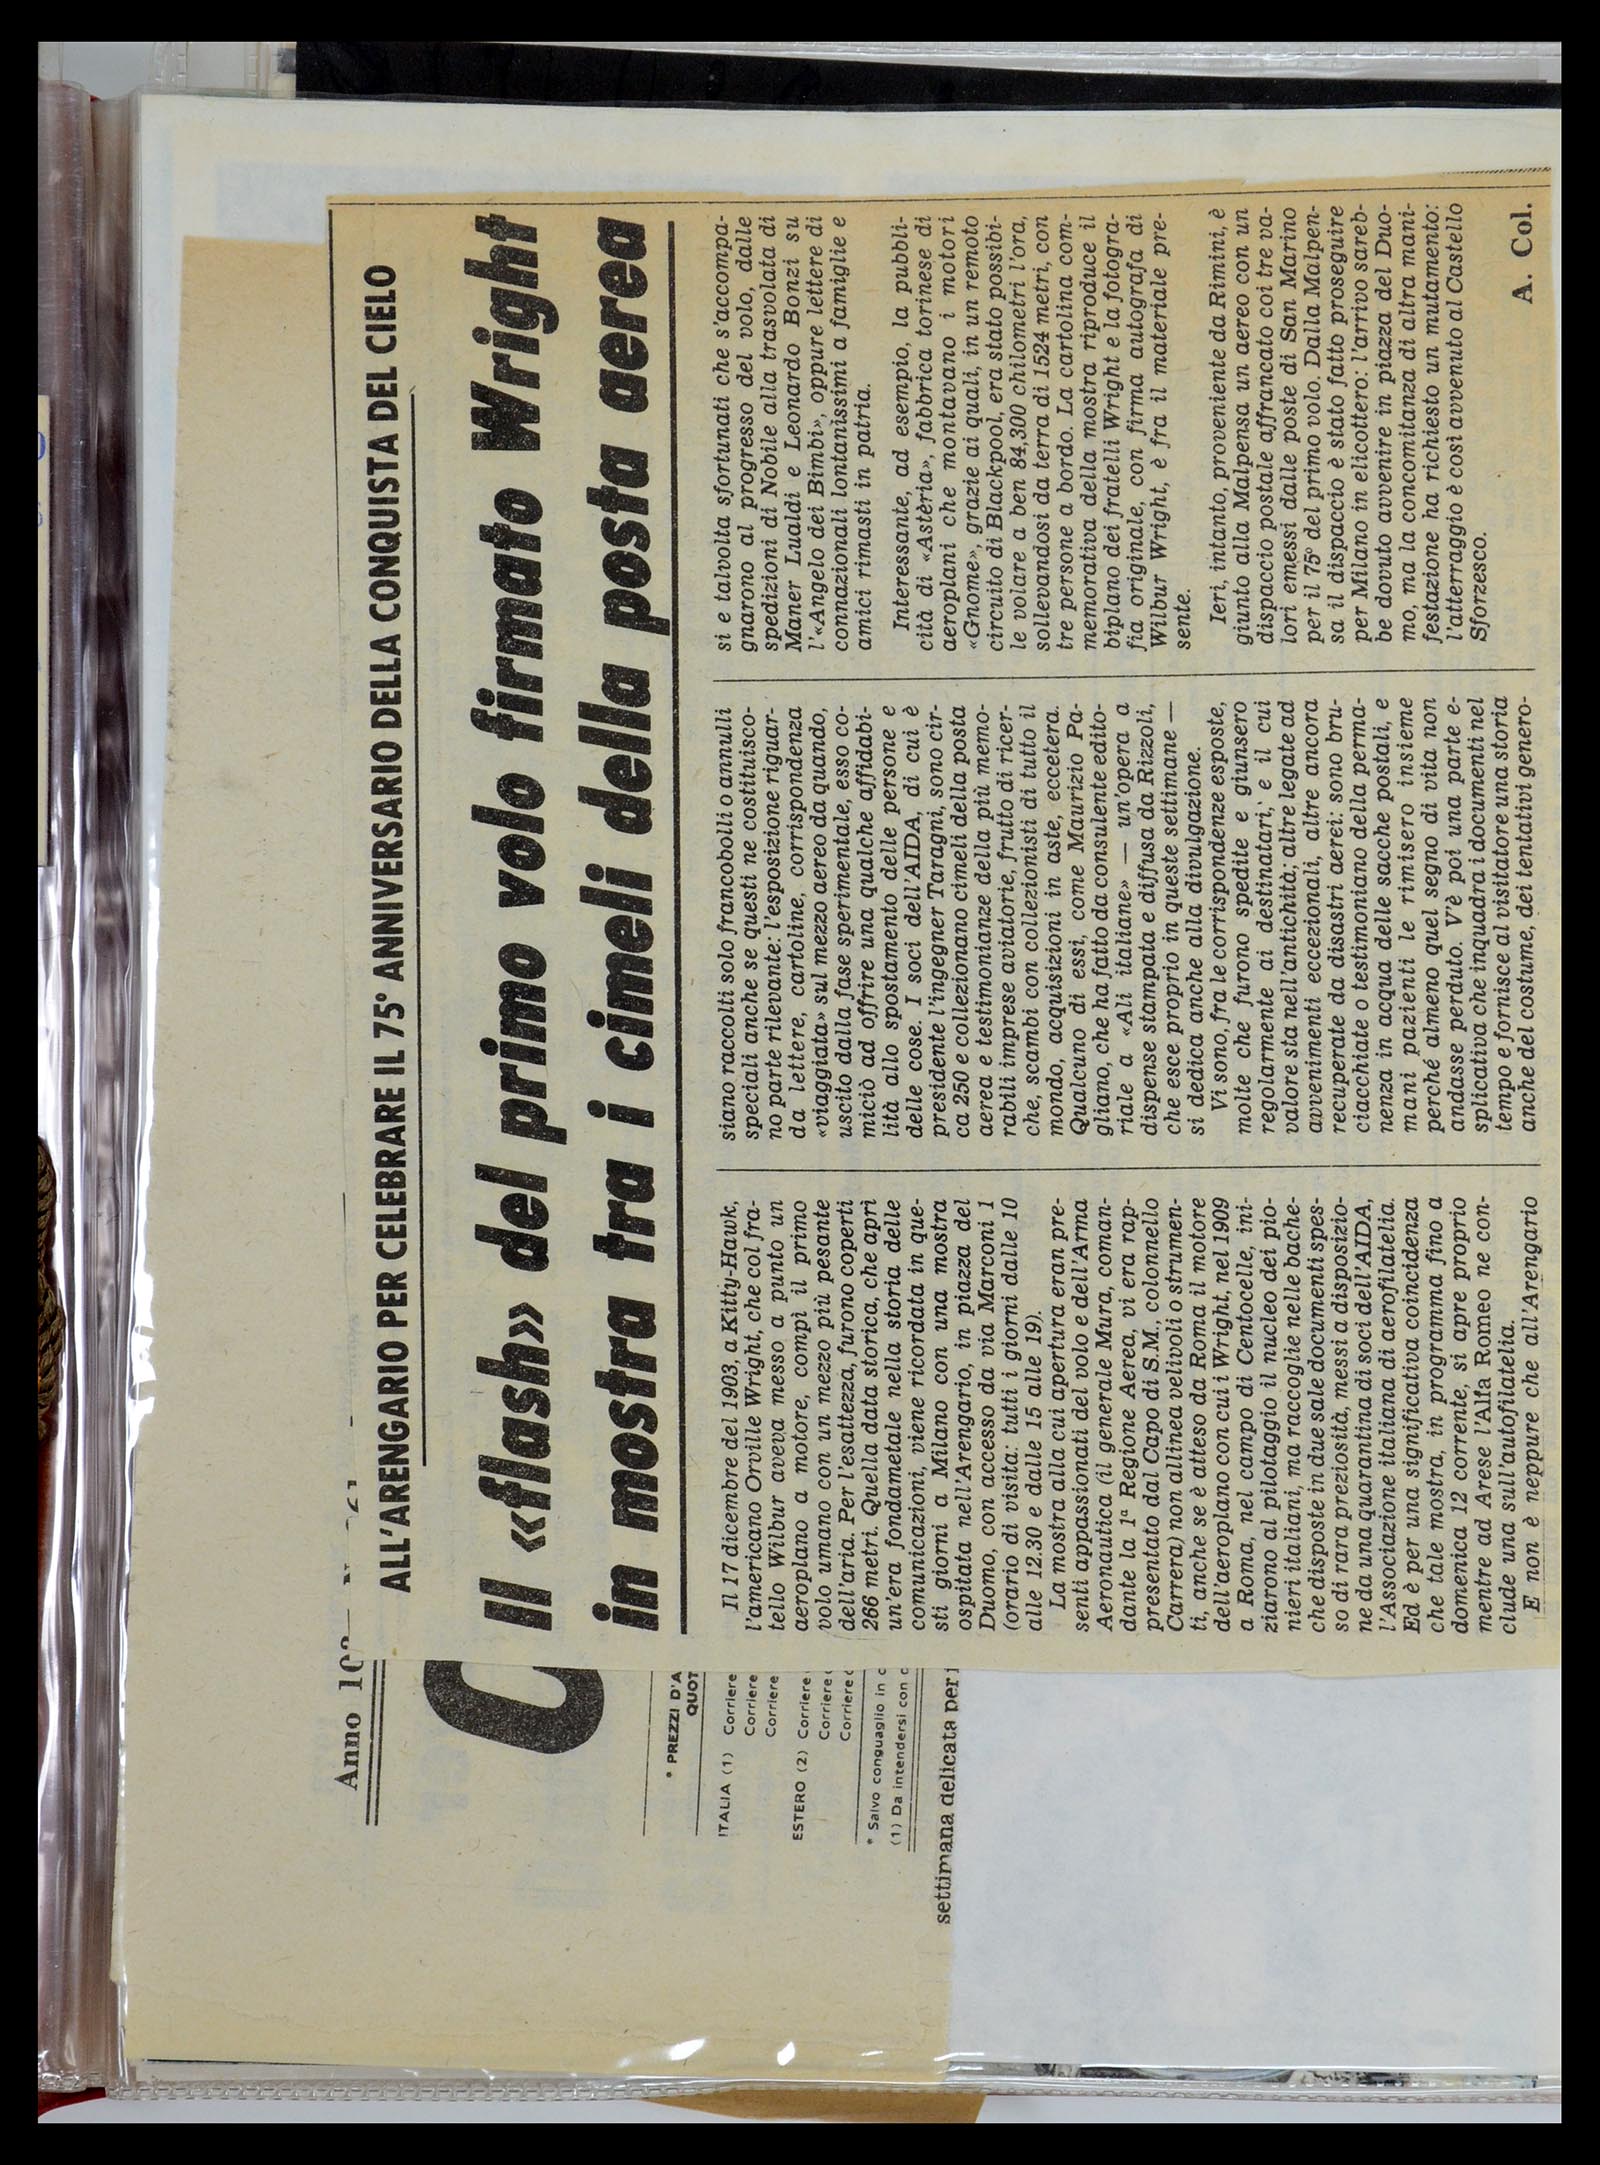 ALL'ARENGARIO PER CELEBRARE IL 75° ANNIVERSARIO DELLA CONQUISTA DEL CIELO
Il «flash» del primo volo firmato Wright
in mostra tra i cimeli della posta aerea
Il 17 dicembre del 1903, a Kitty-Hawk,
l'americano Orville Wright, che col fra-
tello Wilbur aveva messo a punto un
aeroplano a motore, compì il primo
volo umano con un mezzo più pesante
dell'aria. Per l'esattezza, furono coperti
266 metri. Quella data storica, che aprì
un'era fondametale nella storia delle
comunicazioni, viene ricordata in que-
sti giorni a Milano con una mostra
ospitata nell'Arengario, in piazza del
Duomo, con accesso da via Marconi 1
(orario di visita: tutti i giorni dalle 10
alle 12.30 e dalle 15 alle 19).
La mostra alla cui apertura eran pre-
senti appassionati del volo e dell'Arma
Aeronautica (il generale Mura, coman-
dante la 1ª Regione Aerea, vi era rap-
presentato dal Capo di S.M., colonnello
Carrera) non allinea velivoli o strumen-
ti, anche se è atteso da Roma il motore
dell'aeroplano con cui i Wright, nel 1909
a Roma, nel campo di Centocelle, ini-
ziarono al pilotaggio il nucleo dei pio-
nieri italiani, ma raccoglie nelle bache-
che disposte in due sale documenti spes-
so di rara preziosità, messi a disposizio-
ne da una quarantina di soci dell'AIDA,
l'Associazione italiana di aerofilatelia.
Ed è per una significativa coincidenza
che tale mostra, in programma fino a
domenica 12 corrente, si apre proprio
mentre ad Arese l'Alfa Romeo ne con-
clude una sull'autofilatelia.
E non è neppure che all'Arengario
siano raccolti solo francobolli o annulli
speciali anche se questi ne costituisco-
no parte rilevante: l'esposizione riguar-
da lettere, cartoline, corrispondenza
«viaggiata» sul mezzo aereo da quando,
uscito dalla fase sperimentale, esso co-
minciò ad offrire una qualche affidabi-
lità allo spostamento delle persone e
delle cose. I soci dell'AIDA, di cui è
presidente l'ingegner Taragni, sono cir-
ca 250 e collezionano cimeli della posta
aerea e testimonianze della più memo-
rabili imprese aviatorie, frutto di ricer-
che, scambi con collezionisti di tutto il
mondo, acquisizioni in aste, eccetera.
Qualcuno di essi, come Maurizio Pa-
gliano, che ha fatto da consulente edito-
riale a «Ali italiane» — un'opera a
dispense stampata e diffusa da Rizzoli,
che esce proprio in queste settimane —
si dedica anche alla divulgazione.
Vi sono, fra le corrispondenze esposte,
molte che furono spedite e giunsero
regolarmente ai destinatari, e il cui
valore sta nell'antichità; altre legate ad
avvenimenti eccezionali, altre ancora
recuperate da disastri aerei: sono bru-
ciacchiate o testimoniano della perma-
nenza in acqua delle sacche postali, e
mani pazienti le rimisero insieme
perché almeno quel segno di vita non
andasse perduto. V'è poi una parte e-
splicativa che inquadra i documenti nel
tempo e fornisce al visitatore una storia
anche del costume, dei tentativi genero-
si e talvolta sfortunati che s'accompa-
gnarono al progresso del volo, dalle
spedizioni di Nobile alla trasvolata di
Maner Lualdi e Leonardo Bonzi su
l'«Angelo dei Bimbi», oppure lettere di
connazionali lontanissimi a famiglie e
amici rimasti in patria.
Interessante, ad esempio, la pubbli-
cità di «Astèria», fabbrica torinese di
aeroplani che montavano i motori
«Gnome», grazie ai quali, in un remoto
circuito di Blackpool, era stato possibi-
le volare a ben 84,300 chilometri l'ora,
sollevandosi da terra di 1524 metri, con
tre persone a bordo. La cartolina com-
memorativa della mostra riproduce il
biplano dei fratelli Wright e la fotogra-
fia originale, con firma autografa di
Wilbur Wright, è fra il materiale pre-
sente.
Ieri, intanto, proveniente da Rimini, è
giunto alla Malpensa un aereo con un
dispaccio postale affrancato coi tre va-
lori emessi dalle poste di San Marino
per il 75° del primo volo. Dalla Malpen-
sa il dispaccio è stato fatto proseguire
per Milano in elicottero: l'arrivo sareb-
be dovuto avvenire in piazza del Duo-
mo, ma la concomitanza di altra mani-
festazione ha richiesto un mutamento:
l'atterraggio è così avvenuto al Castello
Sforzesco.
A. Col.
Anno 10
C
* PREZZI D'A
QUOT
ITALIA (1) Corriere
Corriere
Corriere
ESTERO (2) Corriere
Corriere
Corriere
* Salvo conguaglio in c
(1) Da intendersi con c
settimana delicata per